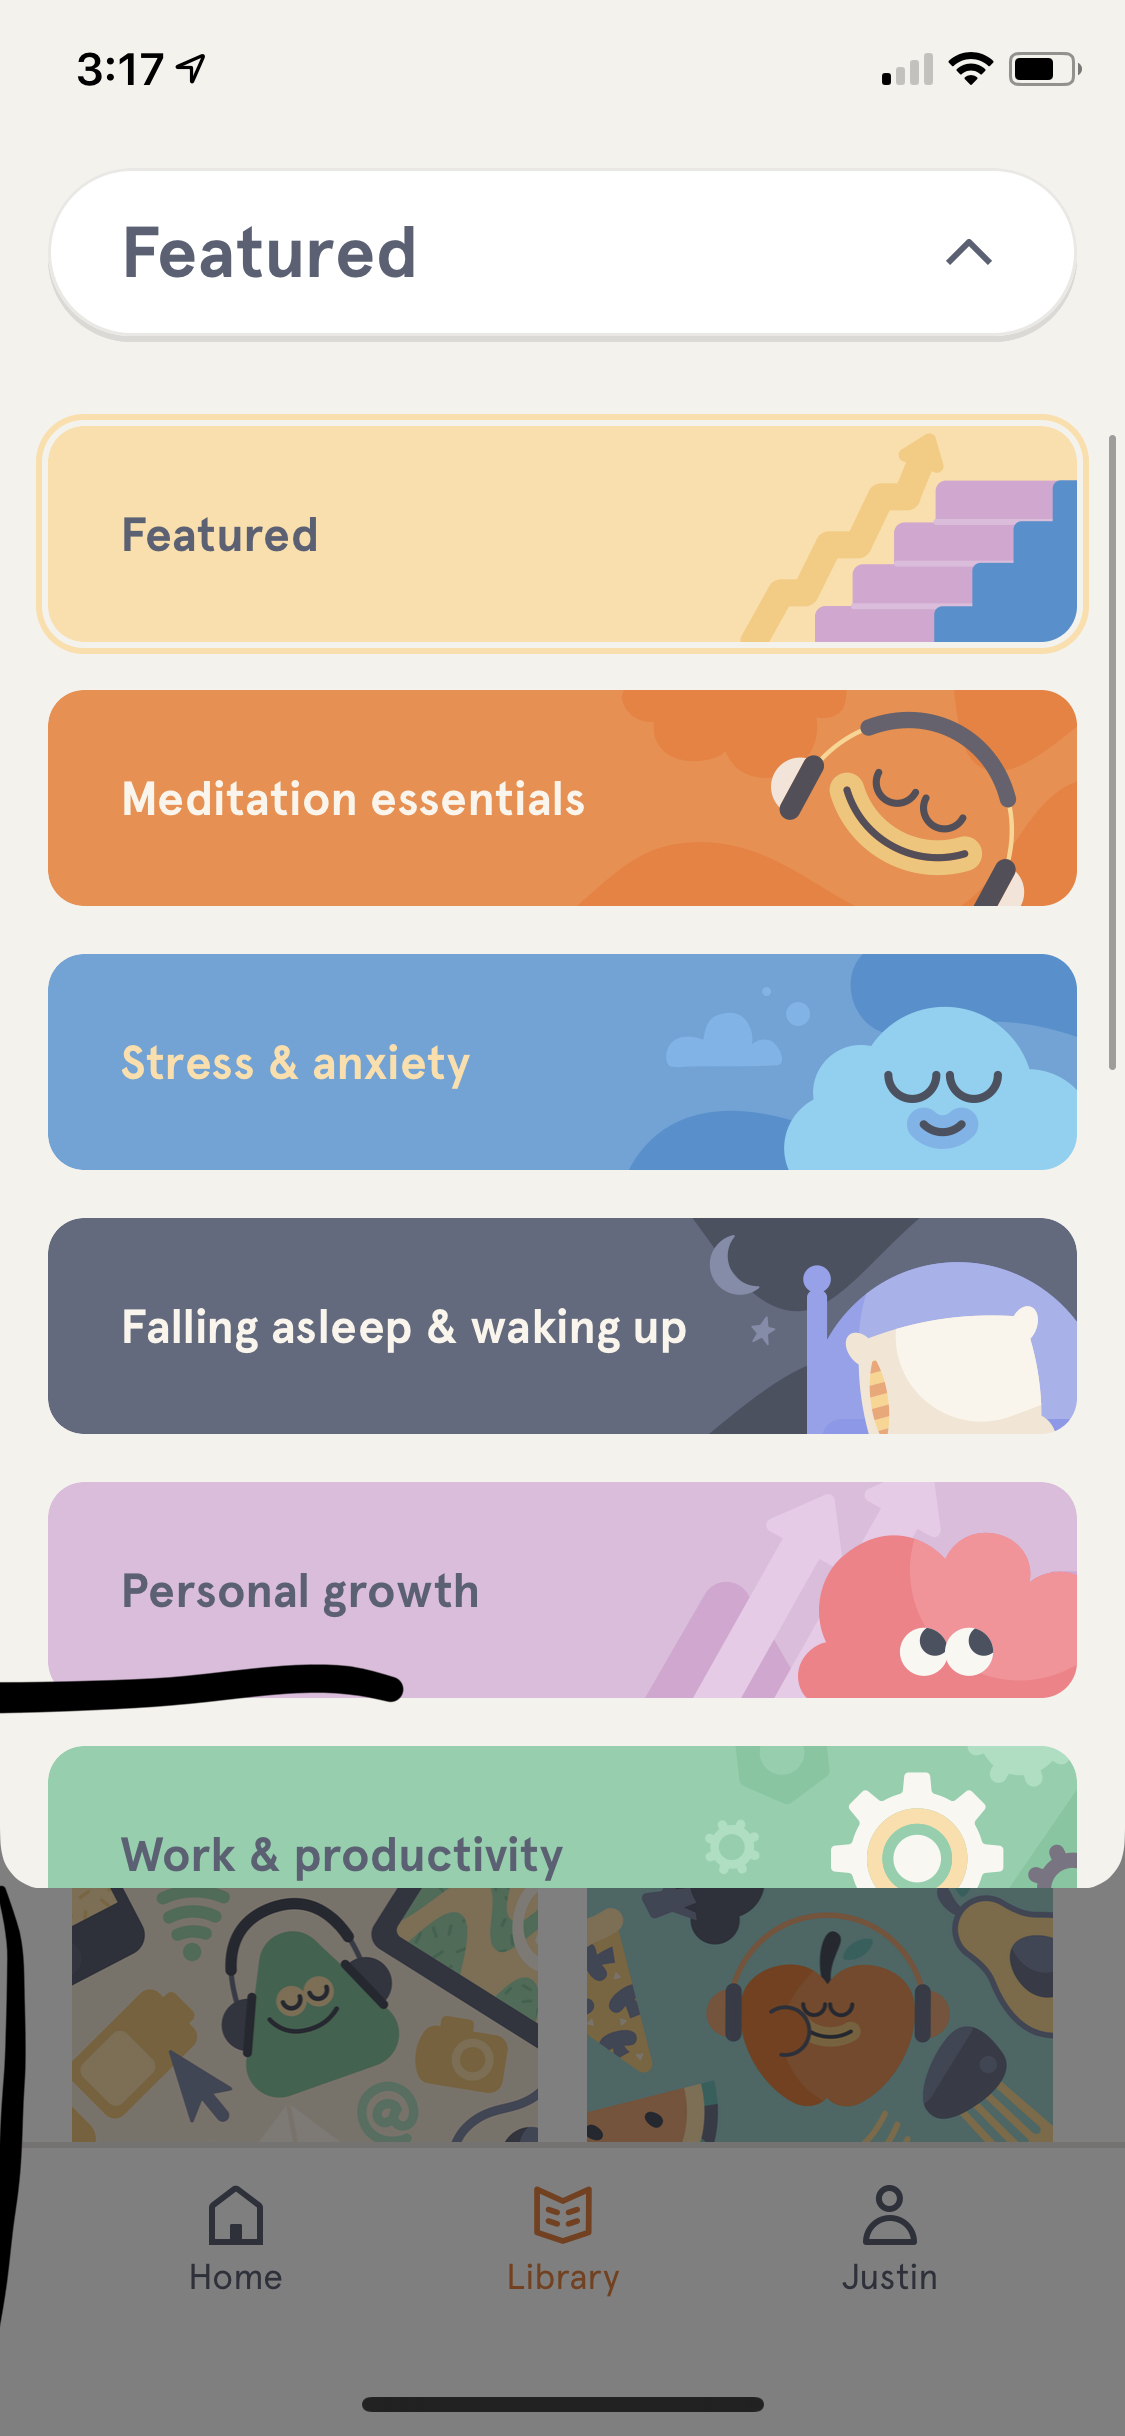 3:17
Featured
Featured
Meditation essentials
Stress & anxiety
Falling asleep & waking up
Personal growth
Work & productivity
@
Home
Library
Justin